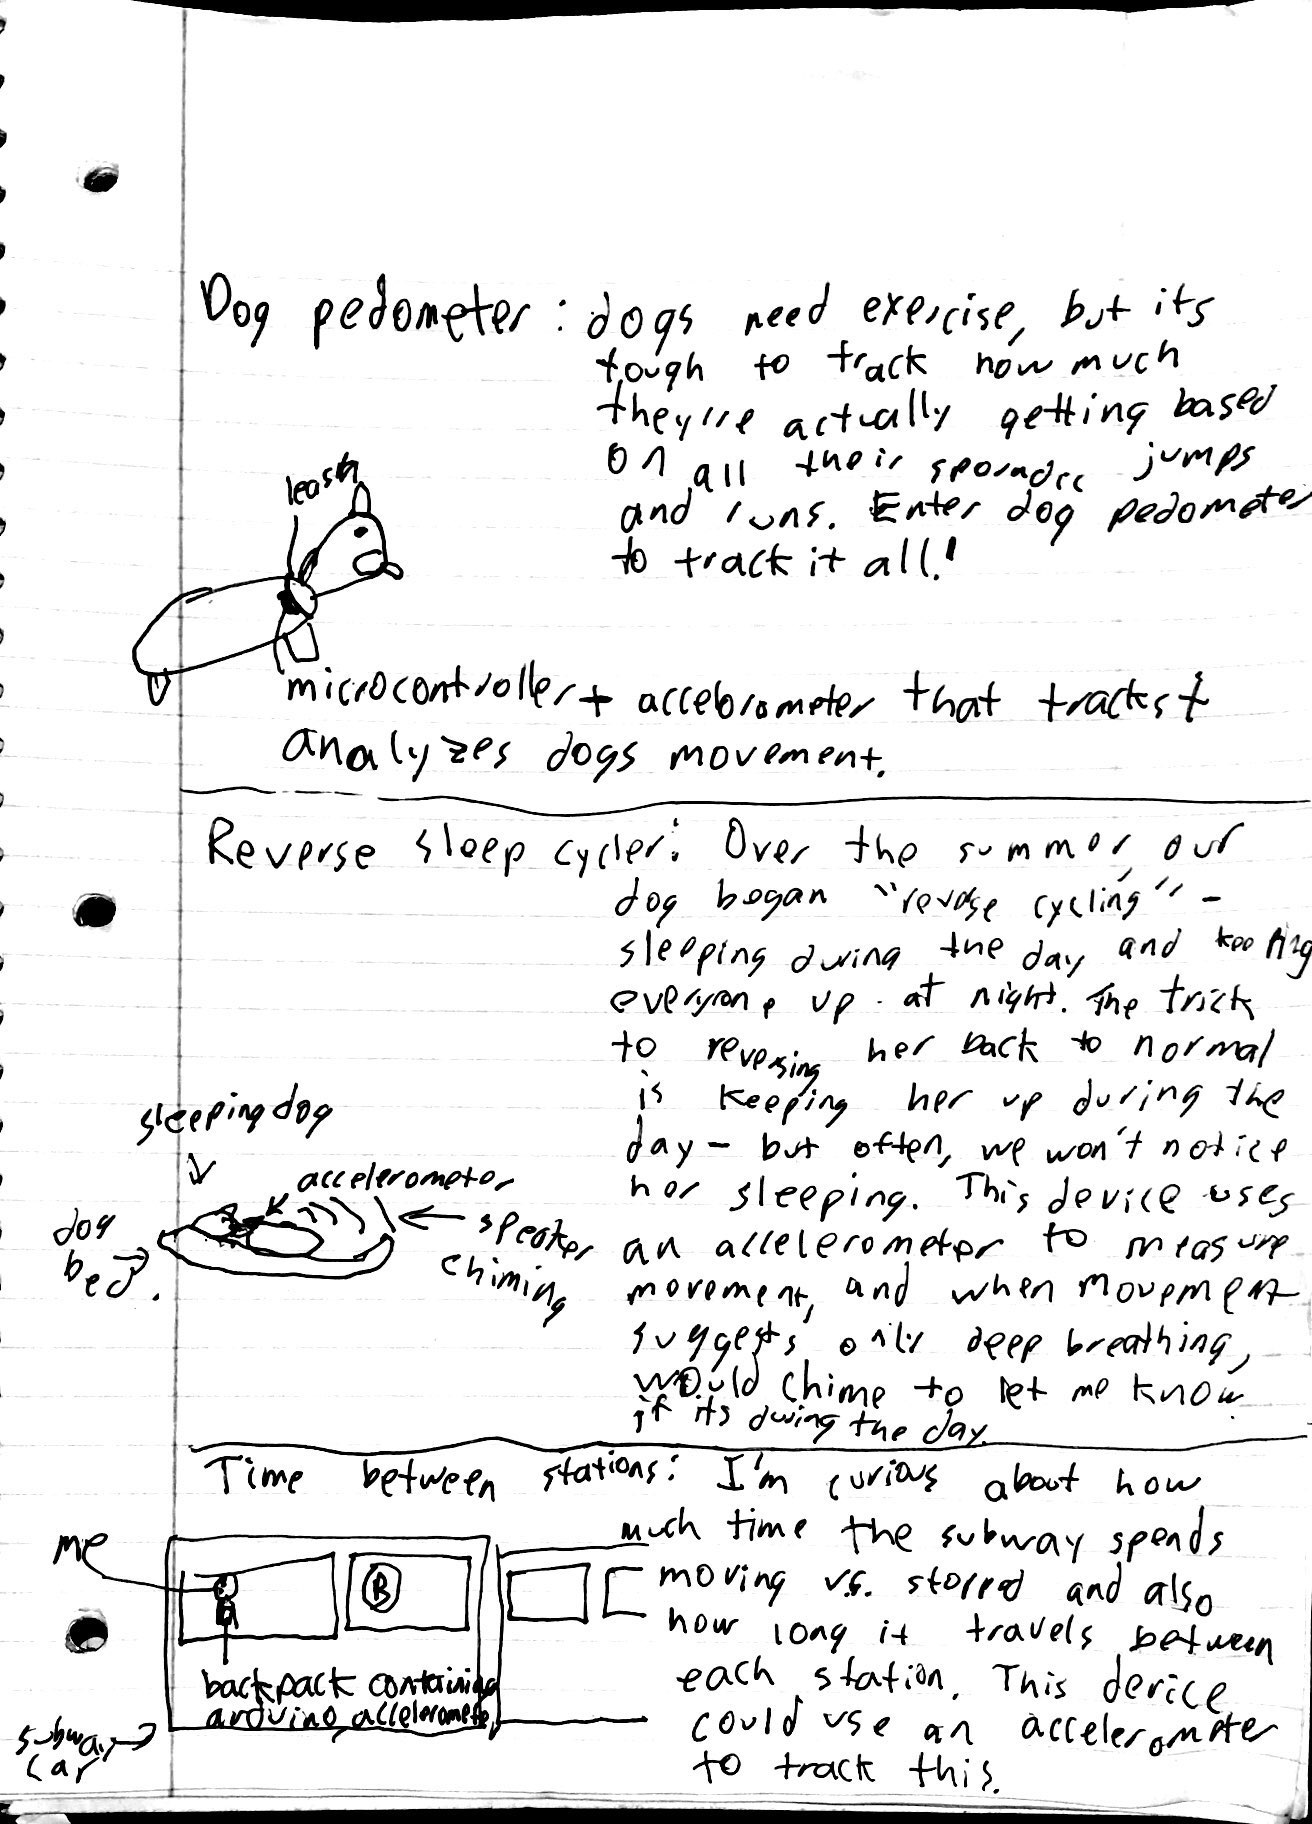 Dog pedometer: dogs need exercise, but its
tough to track how much
they're actually getting based
on all their sporadic jumps
and runs. Enter dog pedometer
to track it all!
leash
microcontroller + accelerometer that tracks +
analyzes dogs movement.
Reverse sleep cycler: Over the summer, our
dog began "reverse cycling" -
sleeping during the day and keeping
everyone up at night. The trick
to reversing her back to normal
is keeping her up during the
day - but often, we won't notice
her sleeping. This device uses
an accelerometer to measure
movement, and when movement
suggests only deep breathing,
would chime to let me know
if its during the day.
sleeping dog
accelerometer
dog
bed.
speaker
chiming
Time between stations: I'm curious about how
much time the subway spends
moving v.s. stopped and also
how long it travels between
each station. This device
could use an accelerometer
to track this.
me
B
backpack containing
arduino, accelerometer
subway
car